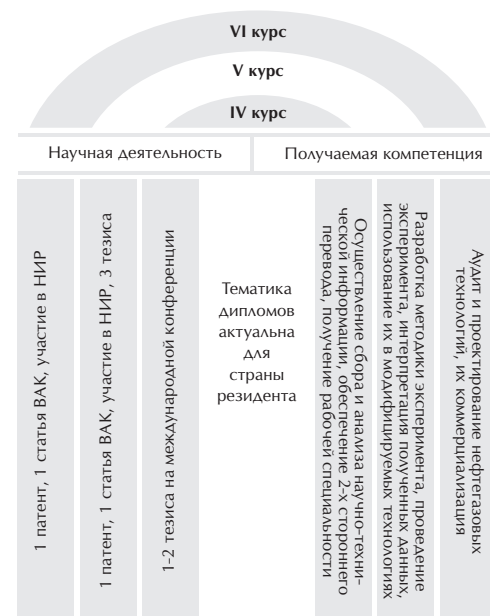 VI курс
V курс
IV курс
Научная деятельность
Получаемая компетенция
1 патент, 1 статья ВАК, участие в НИР
1 патент, 1 статья ВАК, участие в НИР, 3 тезиса
1-2 тезиса на международной конференции
Тематика
дипломов
актуальна
для
страны
резидента
Осуществление сбора и анализа научно-техни-
ческой информации, обеспечение 2-х стороннего
перевода, получение рабочей специальности
Разработка методики эксперимента, проведение
эксперимента, интерпретация полученных данных,
использование их в модифицируемых технологиях
Аудит и проектирование нефтегазовых
технологий, их коммерциализация